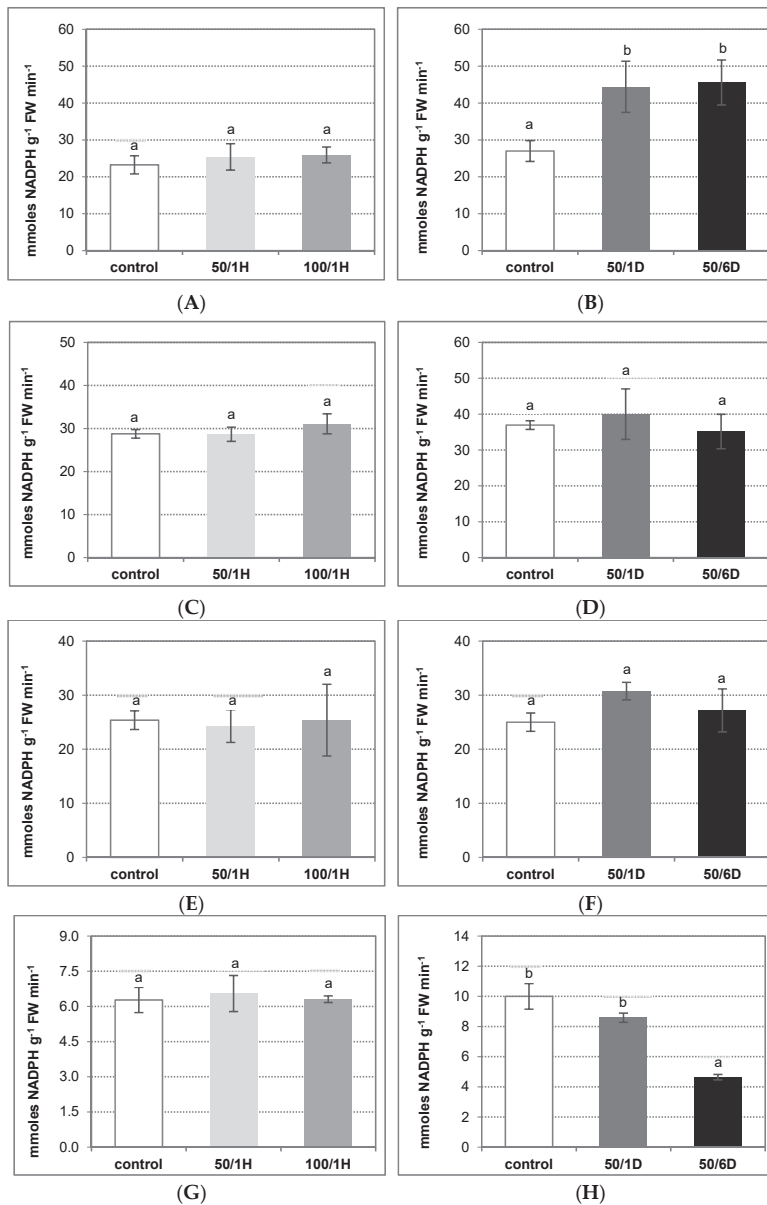 mmoles NADPH g⁻¹ FW min⁻¹
60
50
40
30
20
10
0
a
a
a
control
50/1H
100/1H
(A)
mmoles NADPH g⁻¹ FW min⁻¹
60
50
40
30
20
10
0
a
b
b
control
50/1D
50/6D
(B)
mmoles NADPH g⁻¹ FW min⁻¹
50
40
30
20
10
0
a
a
a
control
50/1H
100/1H
(C)
mmoles NADPH g⁻¹ FW min⁻¹
60
50
40
30
20
10
0
a
a
a
control
50/1D
50/6D
(D)
mmoles NADPH g⁻¹ FW min⁻¹
40
30
20
10
0
a
a
a
control
50/1H
100/1H
(E)
mmoles NADPH g⁻¹ FW min⁻¹
40
30
20
10
0
a
a
a
control
50/1D
50/6D
(F)
mmoles NADPH g⁻¹ FW min⁻¹
9.0
7.5
6.0
4.5
3.0
1.5
0.0
a
a
a
control
50/1H
100/1H
(G)
mmoles NADPH g⁻¹ FW min⁻¹
14
12
10
8
6
4
2
0
b
b
a
control
50/1D
50/6D
(H)